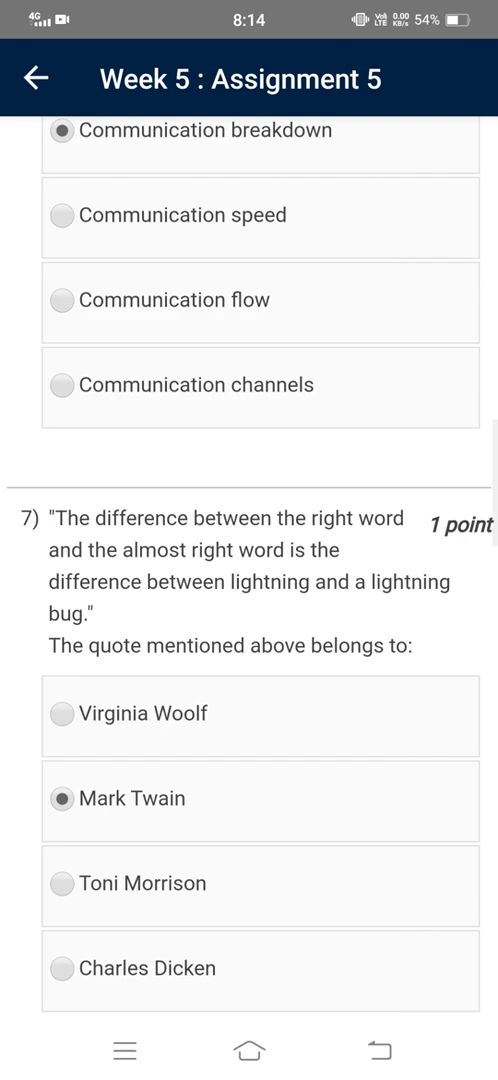 4G 8:14 Vo) LTE 0.00 KB/s 54%
Week 5 : Assignment 5
Communication breakdown
Communication speed
Communication flow
Communication channels
7) "The difference between the right word 1 point
and the almost right word is the
difference between lightning and a lightning
bug."
The quote mentioned above belongs to:
Virginia Woolf
Mark Twain
Toni Morrison
Charles Dicken